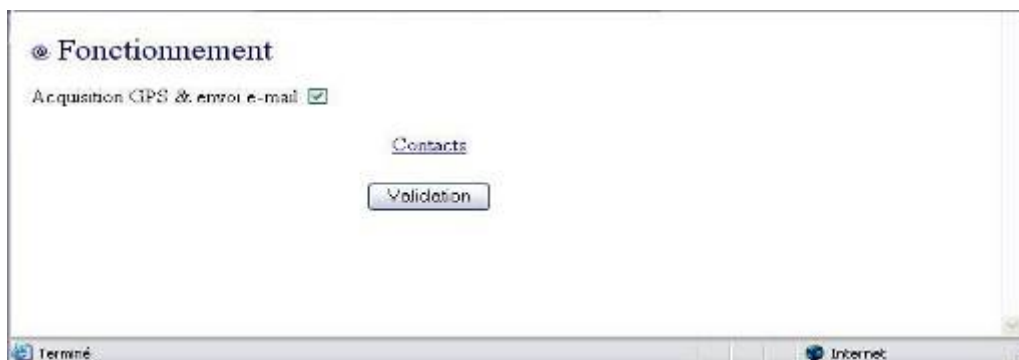 Fonctionnement
Acquisition GPS & envoi e-mail
Contacts
Validation
Terminé
Internet